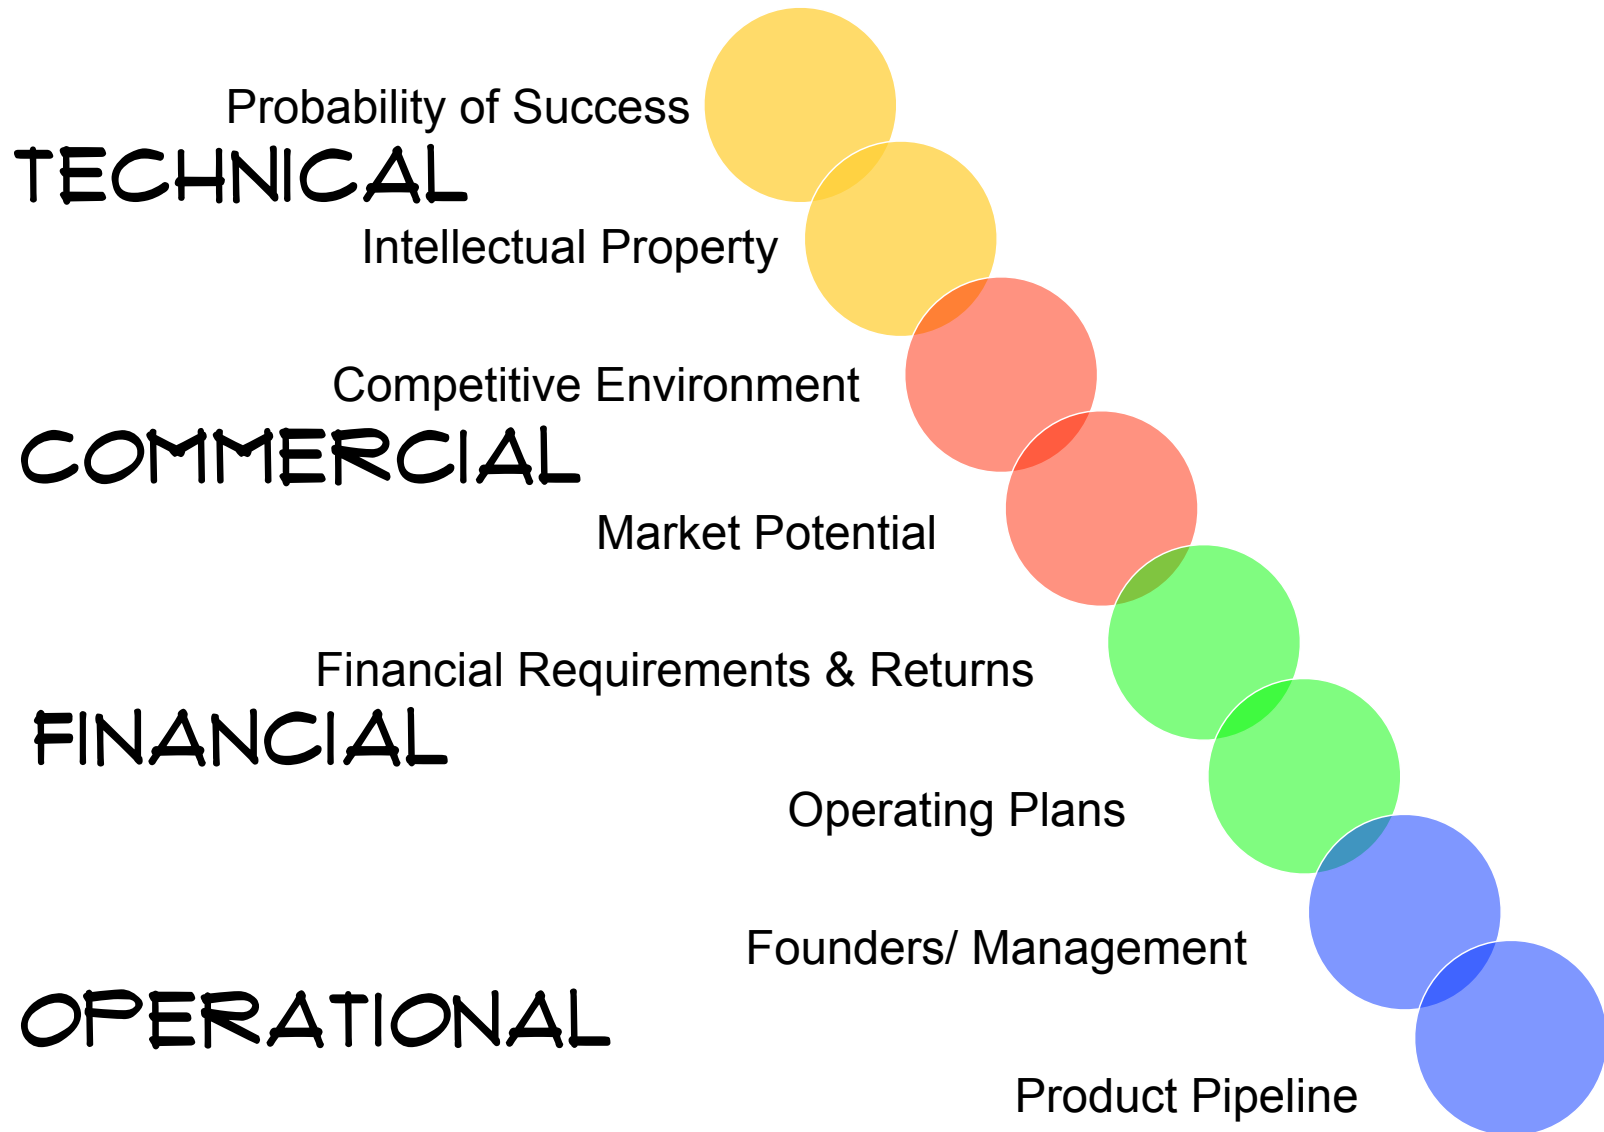 Probability of Success
TECHNICAL
Intellectual Property
Competitive Environment
COMMERCIAL
Market Potential
Financial Requirements & Returns
FINANCIAL
Operating Plans
Founders/ Management
OPERATIONAL
Product Pipeline